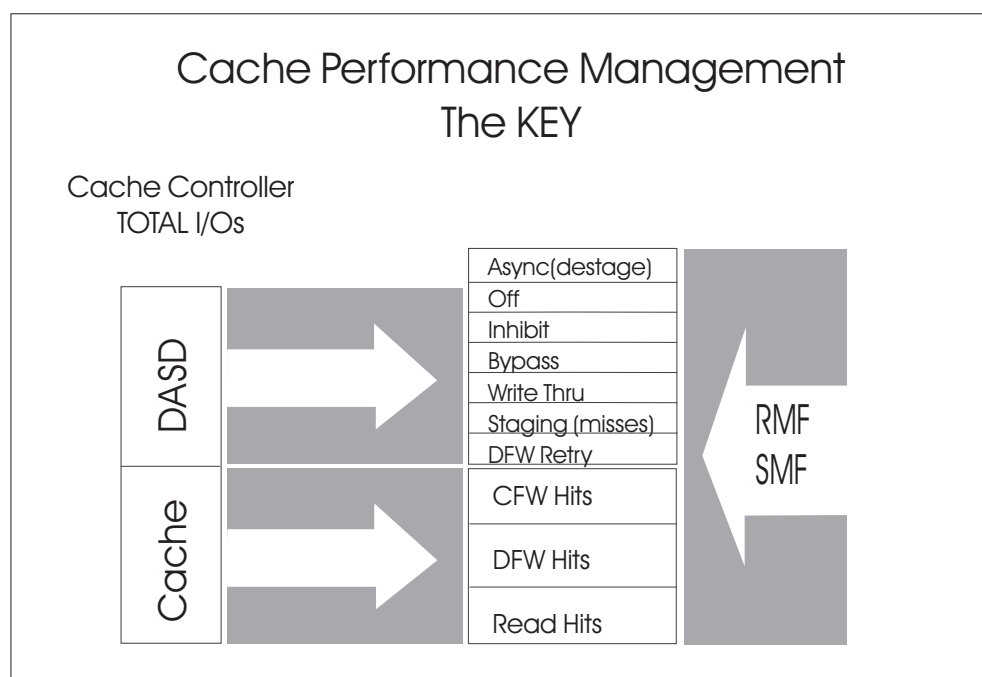 Cache Performance Management
The KEY
Cache Controller
TOTAL I/Os
DASD
Cache
Async(destage)
Off
Inhibit
Bypass
Write Thru
Staging (misses)
DFW Retry
CFW Hits
DFW Hits
Read Hits
RMF
SMF